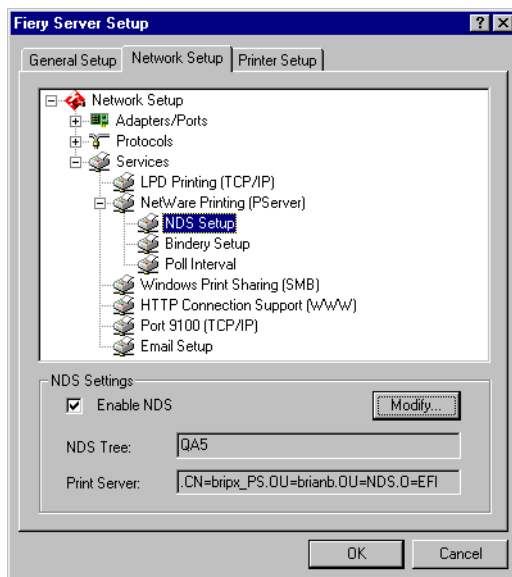 Fiery Server Setup
General Setup Network Setup Printer Setup
Network Setup
Adapters/Ports
Protocols
Services
LPD Printing (TCP/IP)
NetWare Printing (PServer)
NDS Setup
Bindery Setup
Poll Interval
Windows Print Sharing (SMB)
HTTP Connection Support (WWW)
Port 9100 (TCP/IP)
Email Setup
NDS Settings
Enable NDS Modify...
NDS Tree: QA5
Print Server: .CN=bripx_PS.OU=brianb.OU=NDS.O=EFI
OK Cancel